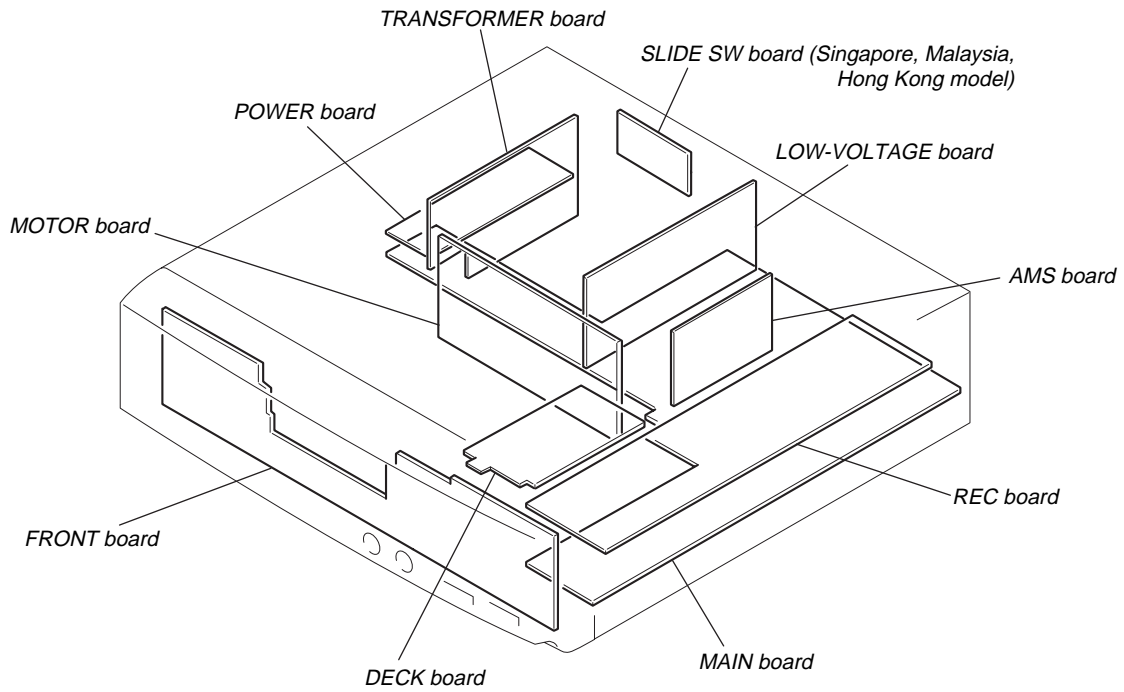 TRANSFORMER board
SLIDE SW board (Singapore, Malaysia,
Hong Kong model)
POWER board
LOW-VOLTAGE board
MOTOR board
AMS board
REC board
FRONT board
MAIN board
DECK board